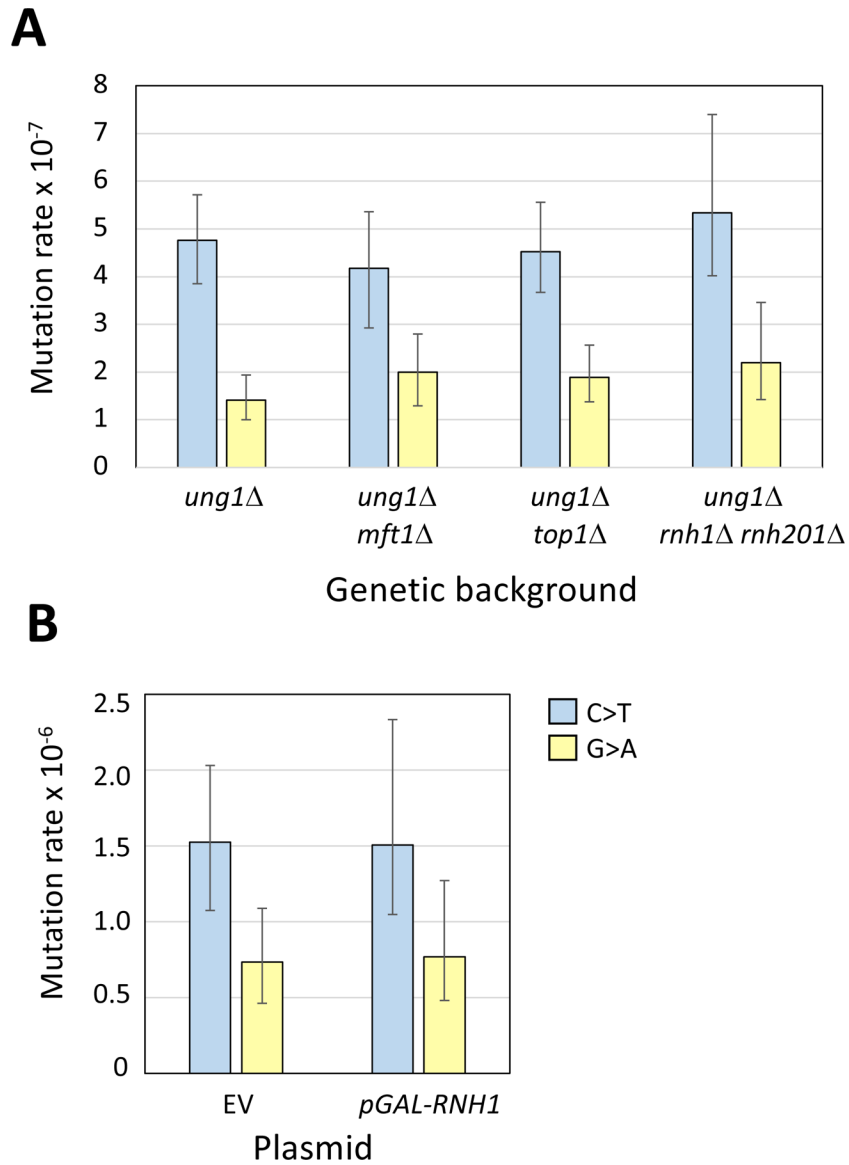 A
8
7
6
5
4
3
2
1
0
Mutation rate x 10-7
ung1Δ
ung1Δ
mft1Δ
ung1Δ
top1Δ
ung1Δ
rnh1Δ rnh201Δ
Genetic background
B
2.5
2.0
1.5
1.0
0.5
0
Mutation rate x 10-6
C>T
G>A
EV
pGAL-RNH1
Plasmid